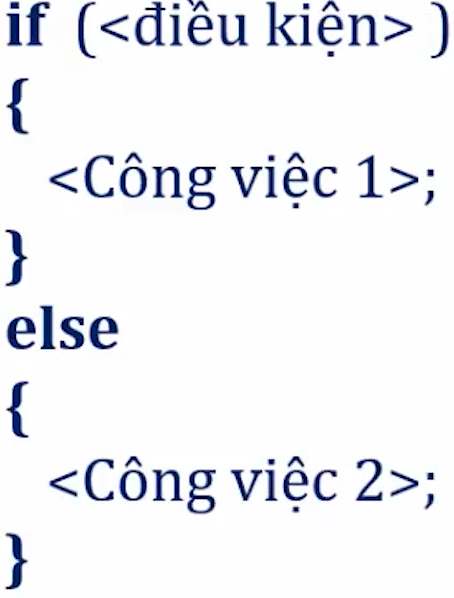 if (<điều kiện> )
{
<Công việc 1>;
}
else
{
<Công việc 2>;
}